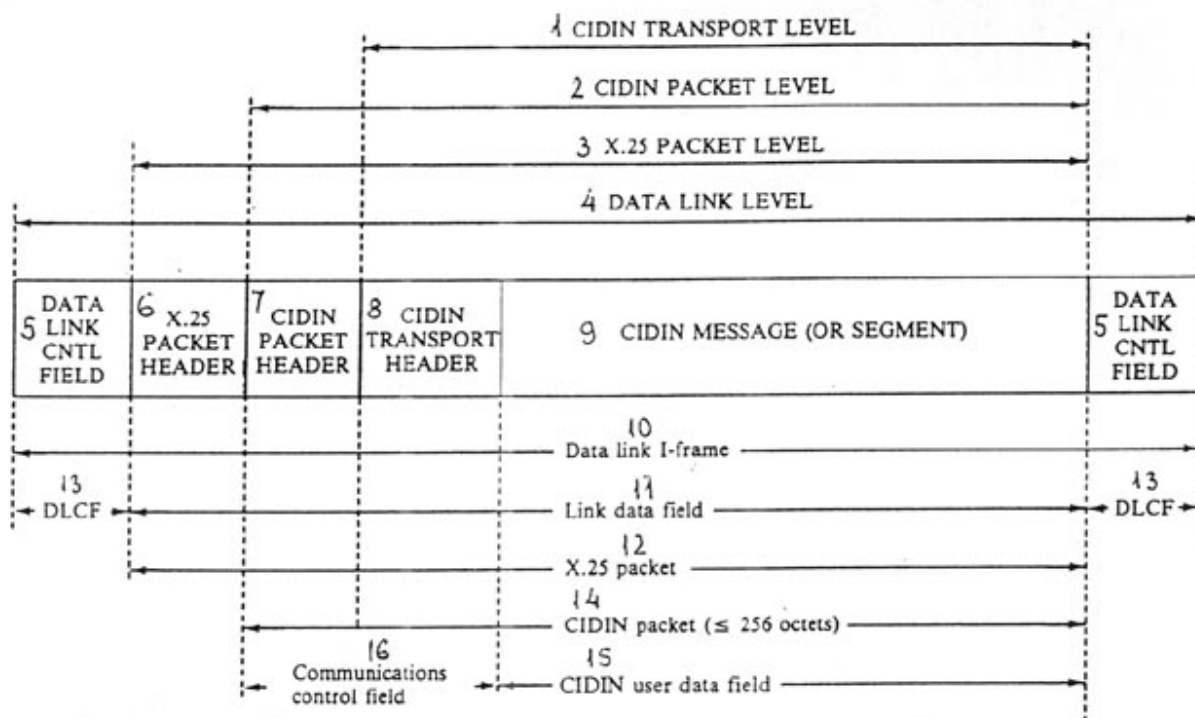 1 CIDIN TRANSPORT LEVEL
2 CIDIN PACKET LEVEL
3 X.25 PACKET LEVEL
4 DATA LINK LEVEL
5 DATA
LINK
CNTL
FIELD
6 X.25
PACKET
HEADER
7 CIDIN
PACKET
HEADER
8 CIDIN
TRANSPORT
HEADER
9 CIDIN MESSAGE (OR SEGMENT)
5 DATA
LINK
CNTL
FIELD
10
Data link I-frame
13
DLCF
11
Link data field
13
DLCF
12
X.25 packet
14
CIDIN packet (≤ 256 octets)
16
Communications
control field
15
CIDIN user data field